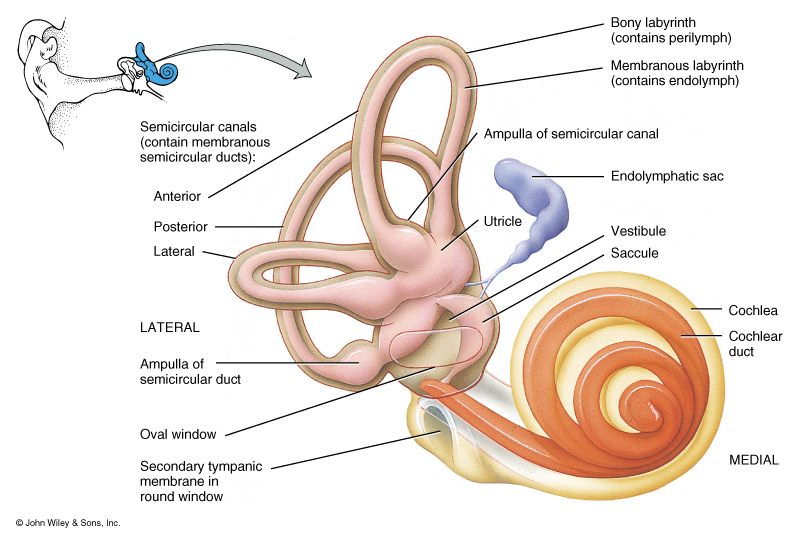 Bony labyrinth
(contains perilymph)
Membranous labyrinth
(contains endolymph)
Semicircular canals
(contain membranous
semicircular ducts):
Ampulla of semicircular canal
Endolymphatic sac
Anterior
Posterior
Utricle
Vestibule
Lateral
Saccule
Cochlea
LATERAL
Cochlear
duct
Ampulla of
semicircular duct
Oval window
MEDIAL
Secondary tympanic
membrane in
round window
© John Wiley & Sons, Inc.